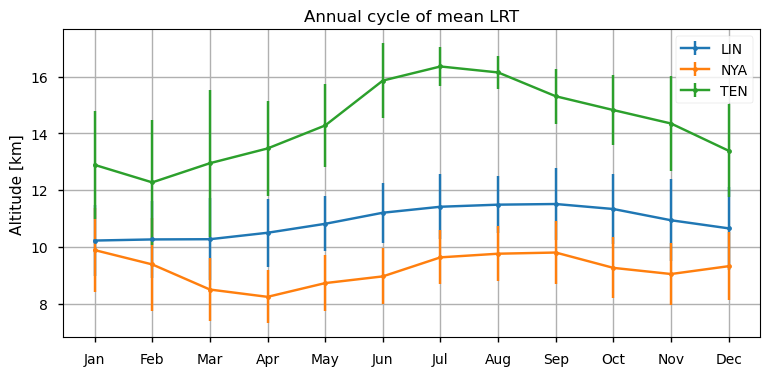 Annual cycle of mean LRT
LIN
NYA
TEN
Altitude [km]
16
14
12
10
8
Jan Feb Mar Apr May Jun Jul Aug Sep Oct Nov Dec